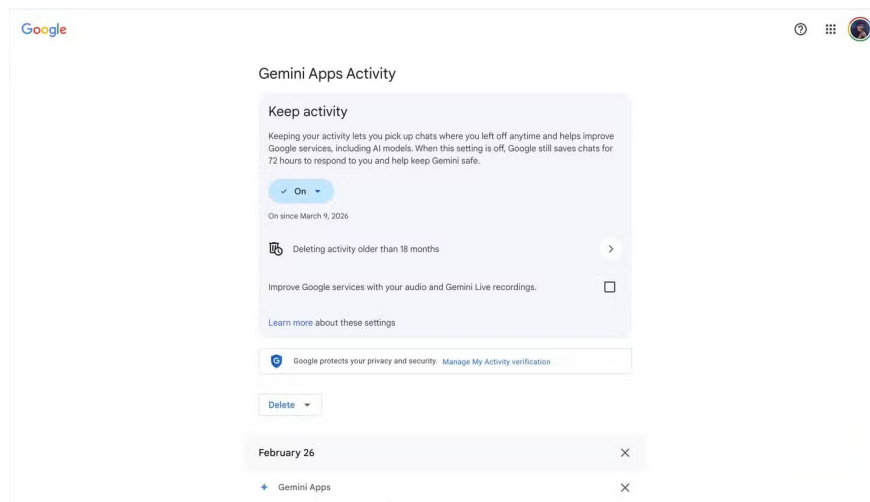 Google
Gemini Apps Activity
Keep activity
Keeping your activity lets you pick up chats where you left off anytime and helps improve
Google services, including AI models. When this setting is off, Google still saves chats for
72 hours to respond to you and help keep Gemini safe.
On
On since March 9, 2026
Deleting activity older than 18 months
Improve Google services with your audio and Gemini Live recordings.
Learn more about these settings
Google protects your privacy and security. Manage My Activity verification
Delete
February 26
Gemini Apps